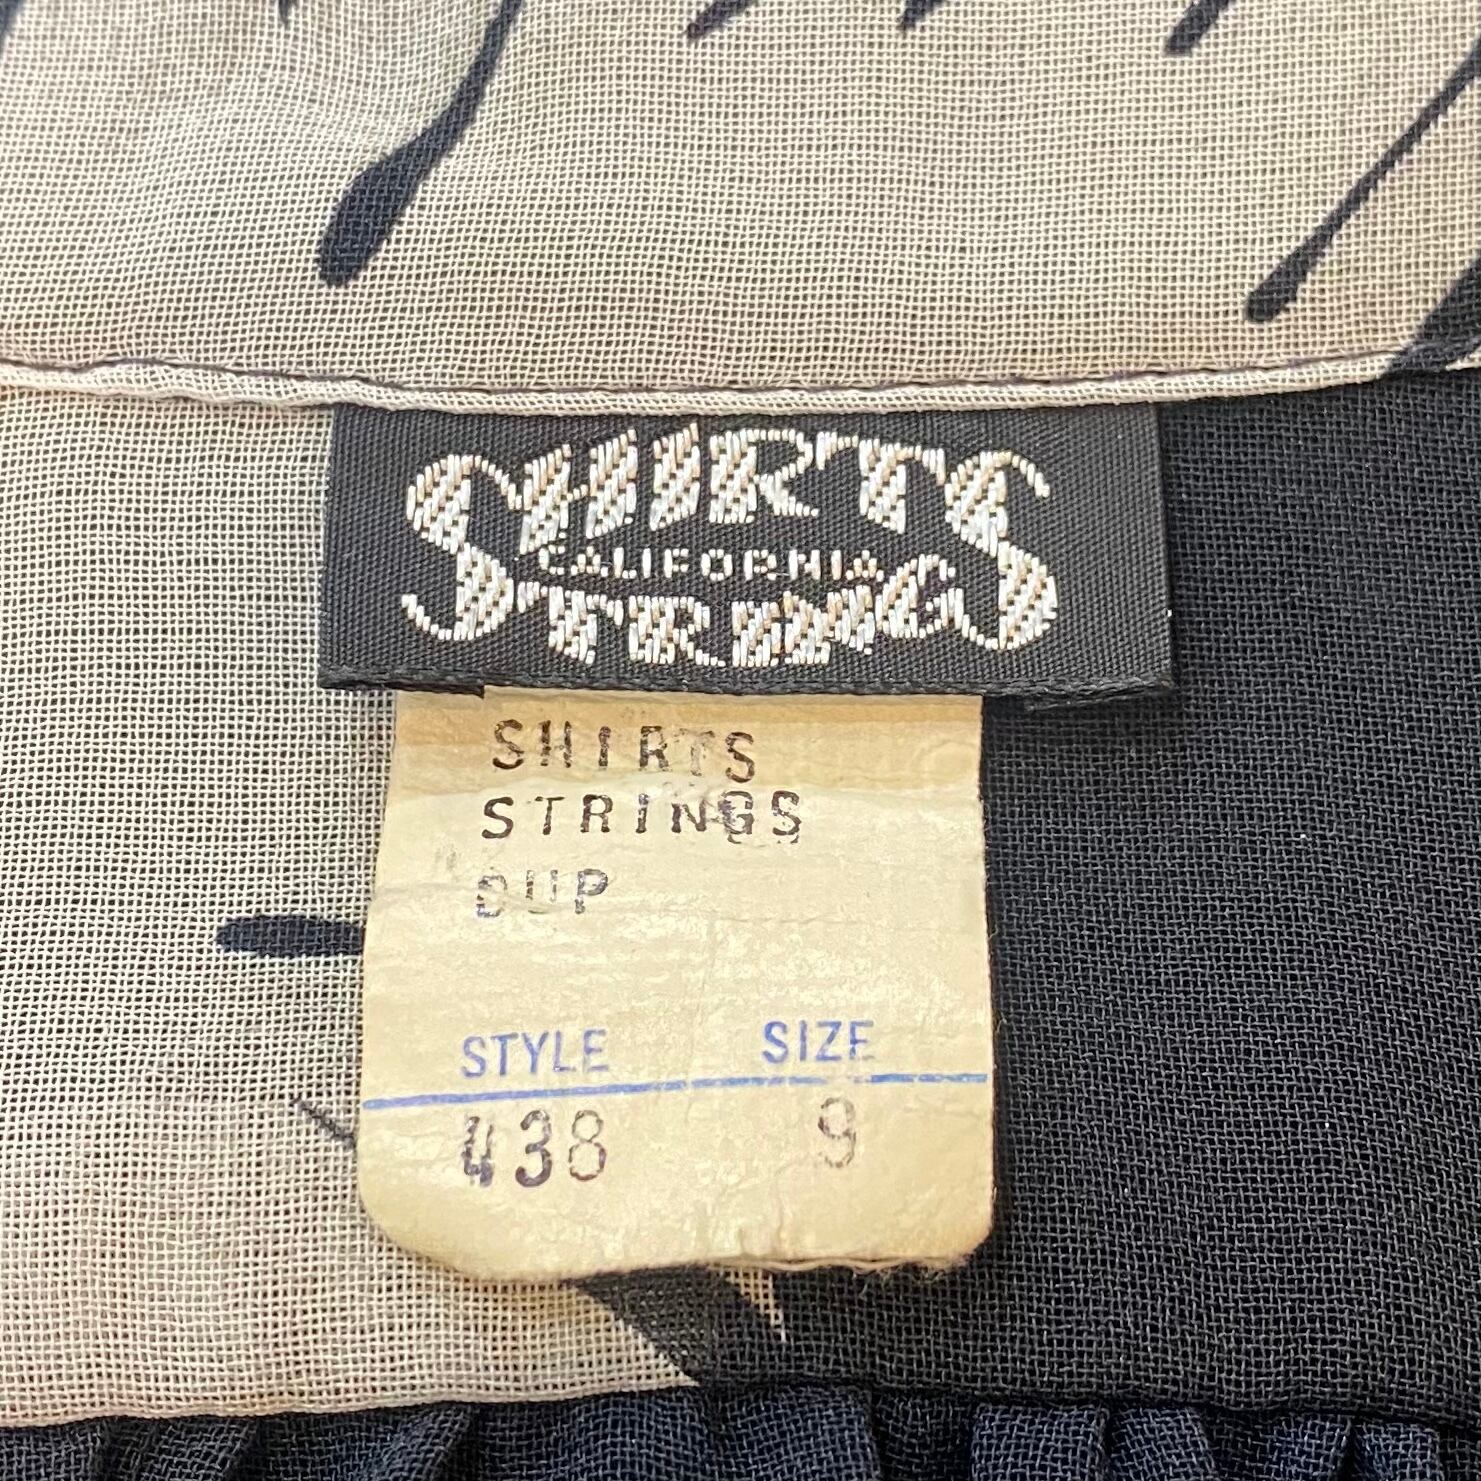 SHIRTS
CALIFORNIA
STRINGS
SHIRTS
STRINGS
DUP
STYLE SIZE
438 9